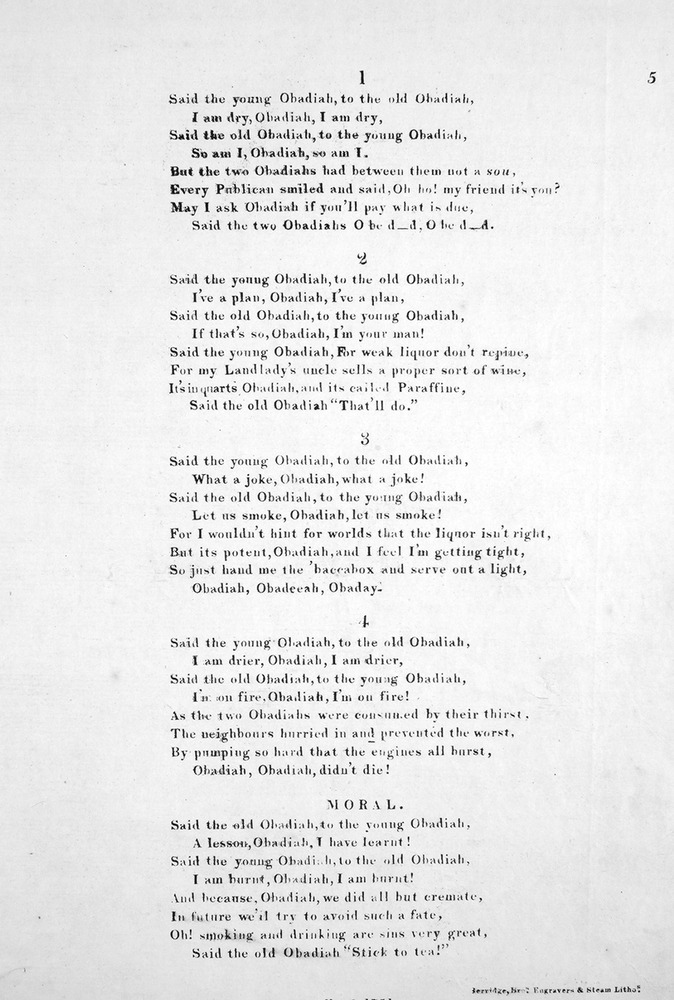 1
5
Said the young Obadiah, to the old Obadiah,
I am dry, Obadiah, I am dry,
Said the old Obadiah, to the young Obadiah,
So am I, Obadiah, so am I.
But the two Obadiahs had between them not a sou,
Every Publican smiled and said, Oh ho! my friend it's you?
May I ask Obadiah if you'll pay what is due,
Said the two Obadiahs O be d__d, O be d__d.
2
Said the young Obadiah, to the old Obadiah,
I've a plan, Obadiah, I've a plan,
Said the old Obadiah, to the young Obadiah,
If that's so, Obadiah, I'm your man!
Said the young Obadiah, For weak liquor don't repine,
For my Landlady's uncle sells a proper sort of wine,
It's in quarts Obadiah, and its called Paraffine,
Said the old Obadiah "That'll do."
3
Said the young Obadiah, to the old Obadiah,
What a joke, Obadiah, what a joke!
Said the old Obadiah, to the young Obadiah,
Let us smoke, Obadiah, let us smoke!
For I wouldn't hint for worlds that the liquor isn't right,
But its potent, Obadiah, and I feel I'm getting tight,
So just hand me the 'baccabox and serve out a light,
Obadiah, Obadeeah, Obaday.
4
Said the young Obadiah, to the old Obadiah,
I am drier, Obadiah, I am drier,
Said the old Obadiah, to the young Obadiah,
I'm on fire, Obadiah, I'm on fire!
As the two Obadiahs were consumed by their thirst,
The neighbours hurried in and prevented the worst,
By pumping so hard that the engines all burst,
Obadiah, Obadiah, didn't die!
MORAL.
Said the old Obadiah, to the young Obadiah,
A lesson, Obadiah, I have learnt!
Said the young Obadiah, to the old Obadiah,
I am burnt, Obadiah, I am burnt!
And because, Obadiah, we did all but cremate,
In future we'd try to avoid such a fate,
Oh! smoking and drinking are sins very great,
Said the old Obadiah "Stick to tea!"
Engravers & Steam Litho.